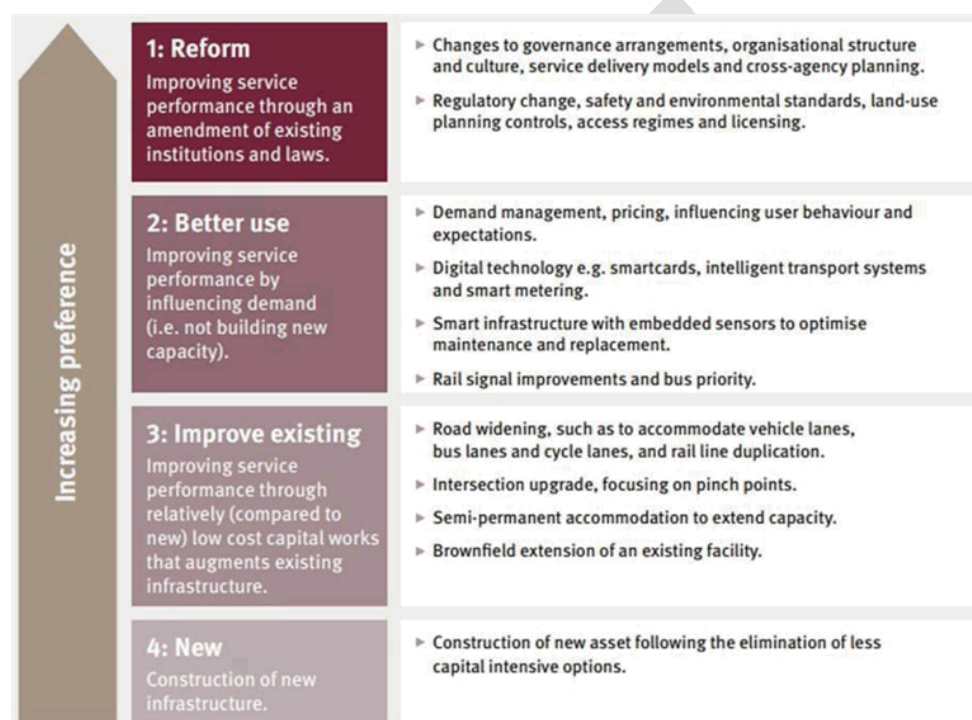 Increasing preference
1: Reform
Improving service
performance through an
amendment of existing
institutions and laws.
▶ Changes to governance arrangements, organisational structure
and culture, service delivery models and cross-agency planning.
▶ Regulatory change, safety and environmental standards, land-use
planning controls, access regimes and licensing.
2: Better use
Improving service
performance by
influencing demand
(i.e. not building new
capacity).
▶ Demand management, pricing, influencing user behaviour and
expectations.
▶ Digital technology e.g. smartcards, intelligent transport systems
and smart metering.
▶ Smart infrastructure with embedded sensors to optimise
maintenance and replacement.
▶ Rail signal improvements and bus priority.
3: Improve existing
Improving service
performance through
relatively (compared to
new) low cost capital works
that augments existing
infrastructure.
▶ Road widening, such as to accommodate vehicle lanes,
bus lanes and cycle lanes, and rail line duplication.
▶ Intersection upgrade, focusing on pinch points.
▶ Semi-permanent accommodation to extend capacity.
▶ Brownfield extension of an existing facility.
4: New
Construction of new
infrastructure.
▶ Construction of new asset following the elimination of less
capital intensive options.